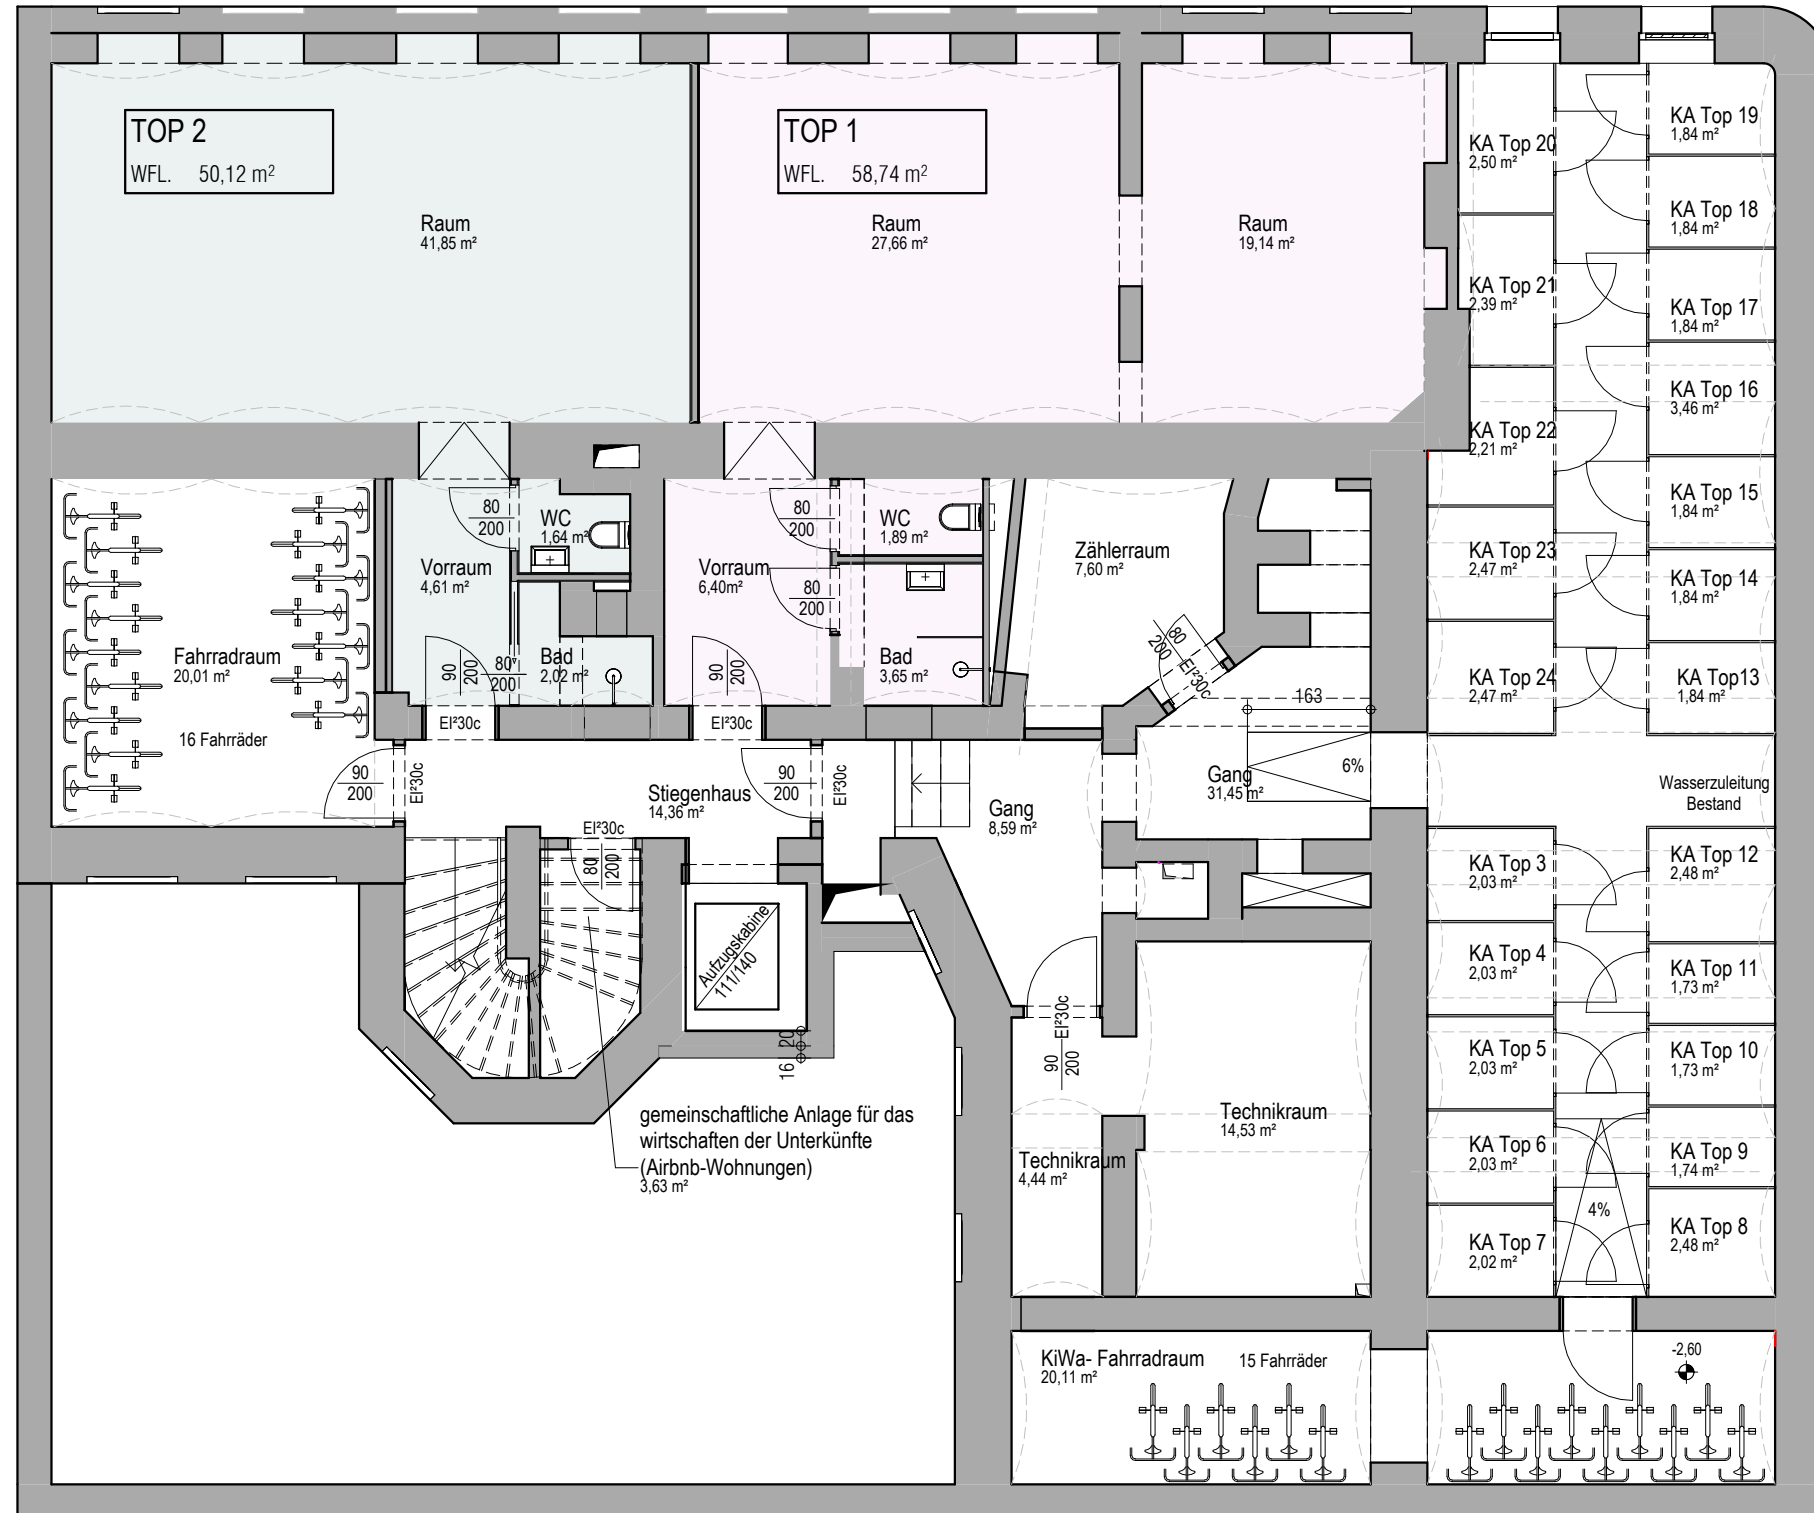 TOP 2
WFL. 50,12 m²
TOP 1
WFL. 58,74 m²
Raum
41,85 m²
Raum
27,66 m²
Raum
19,14 m²
KA Top 20
2,50 m²
KA Top 19
1,84 m²
KA Top 18
1,84 m²
KA Top 21
2,39 m²
KA Top 17
1,84 m²
KA Top 16
3,46 m²
KA Top 22
2,21 m²
KA Top 15
1,84 m²
KA Top 23
2,47 m²
KA Top 14
1,84 m²
KA Top 24
2,47 m²
KA Top13
1,84 m²
80
200
WC
1,64 m²
Vorraum
4,61 m²
80
200
WC
1,89 m²
Vorraum
6,40m²
80
200
Zählerraum
7,60 m²
80
200
EI²30c
Fahrradraum
20,01 m²
16 Fahrräder
90
200
80
200
Bad
2,02 m²
90
200
Bad
3,65 m²
EI²30c
EI²30c
163
6%
90
200
EI²30c
Stiegenhaus
14,36 m²
90
200
EI²30c
Gang
8,59 m²
Gang
31,45 m²
Wasserzuleitung
Bestand
EI²30c
80
200
Aufzugskabine
111/140
16
20
KA Top 3
2,03 m²
KA Top 12
2,48 m²
KA Top 4
2,03 m²
KA Top 11
1,73 m²
KA Top 5
2,03 m²
KA Top 10
1,73 m²
KA Top 6
2,03 m²
KA Top 9
1,74 m²
KA Top 7
2,02 m²
4%
KA Top 8
2,48 m²
EI²30c
90
200
gemeinschaftliche Anlage für das
wirtschaften der Unterkünfte
(Airbnb-Wohnungen)
3,63 m²
Technikraum
14,53 m²
Technikraum
4,44 m²
KiWa- Fahrradraum
20,11 m²
15 Fahrräder
-2,60